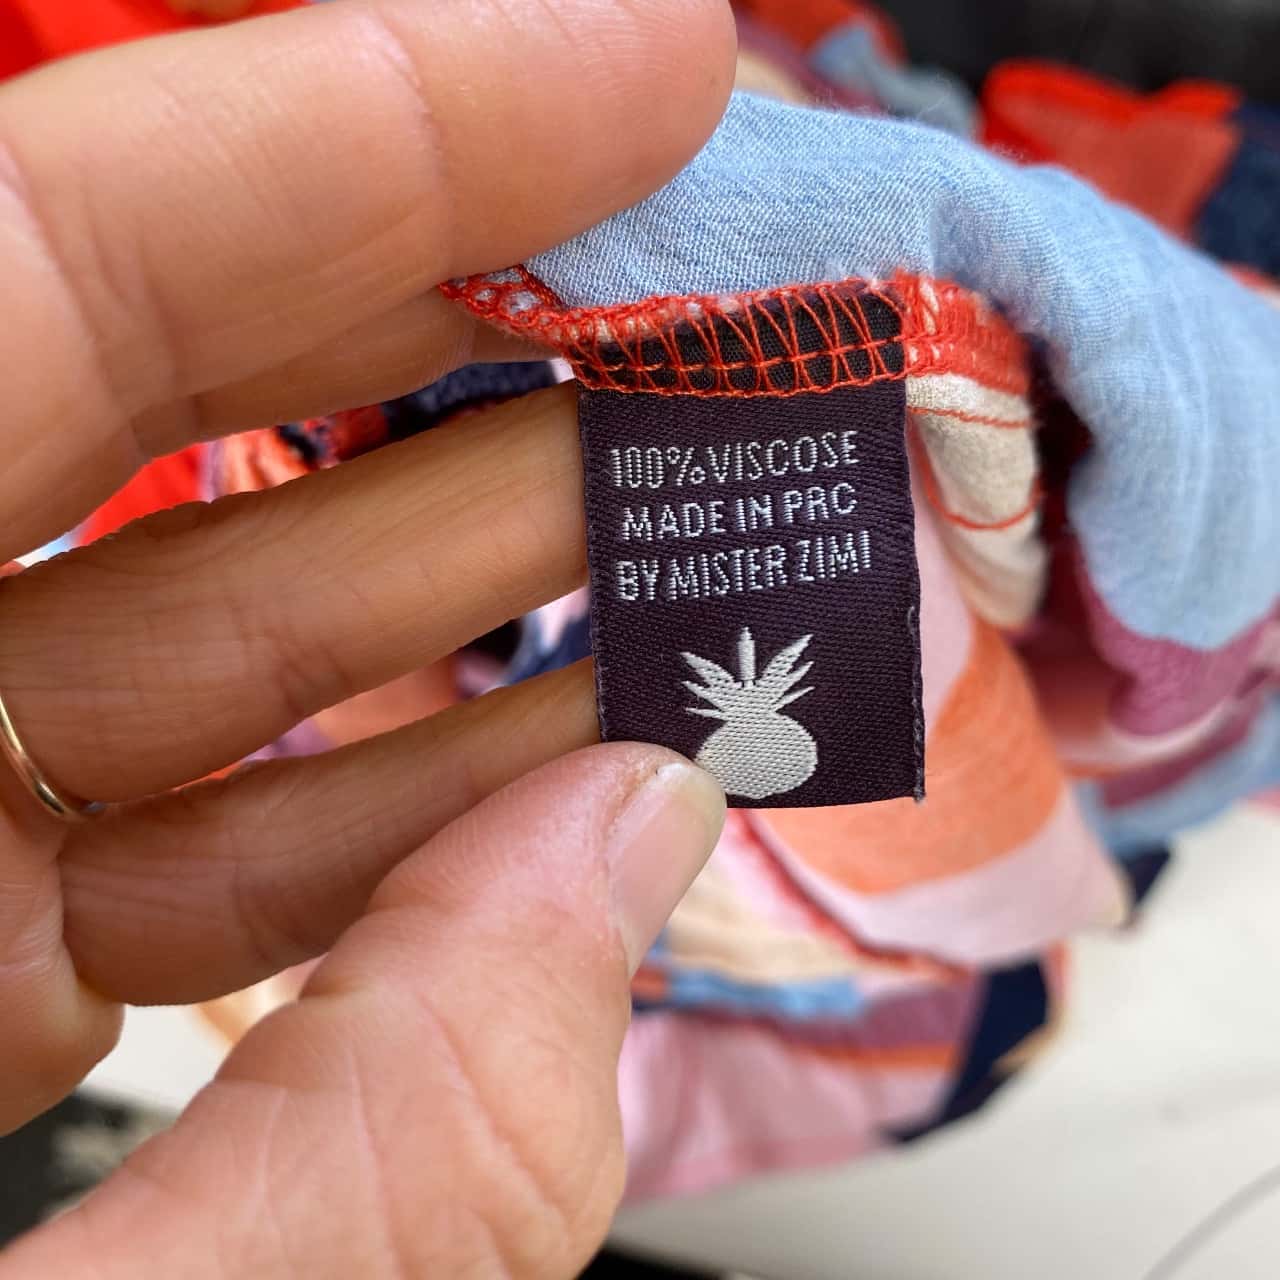 100% VISCOSE
MADE IN PRC
BY MISTER ZIMI